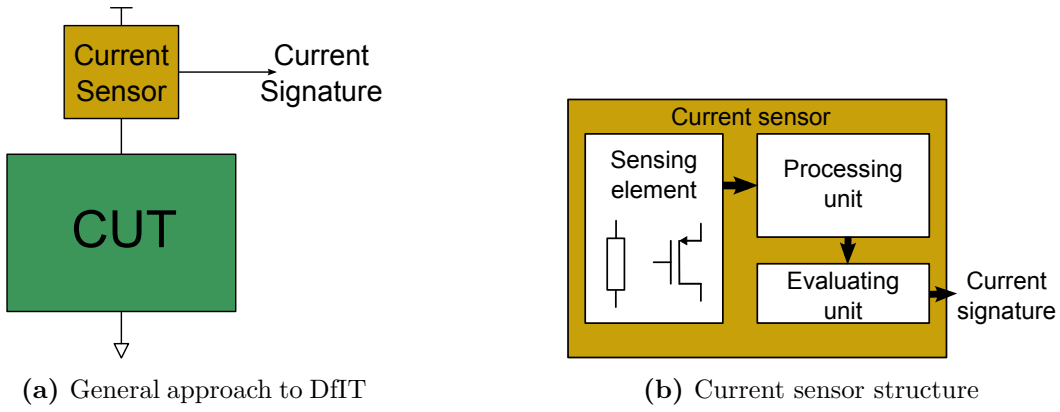 Current
Sensor
Current
Signature
CUT
(a) General approach to DfIT
Current sensor
Sensing
element
Processing
unit
Evaluating
unit
Current
signature
(b) Current sensor structure